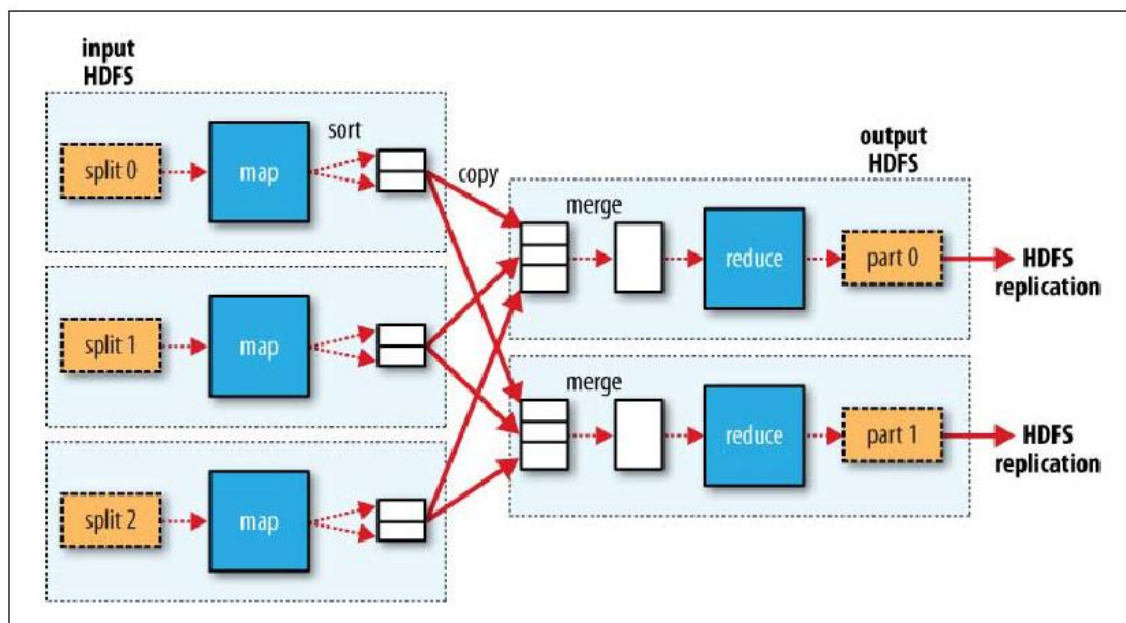 input
HDFS
split 0
map
sort
copy
split 1
map
split 2
map
output
HDFS
merge
reduce
part 0
HDFS
replication
merge
reduce
part 1
HDFS
replication